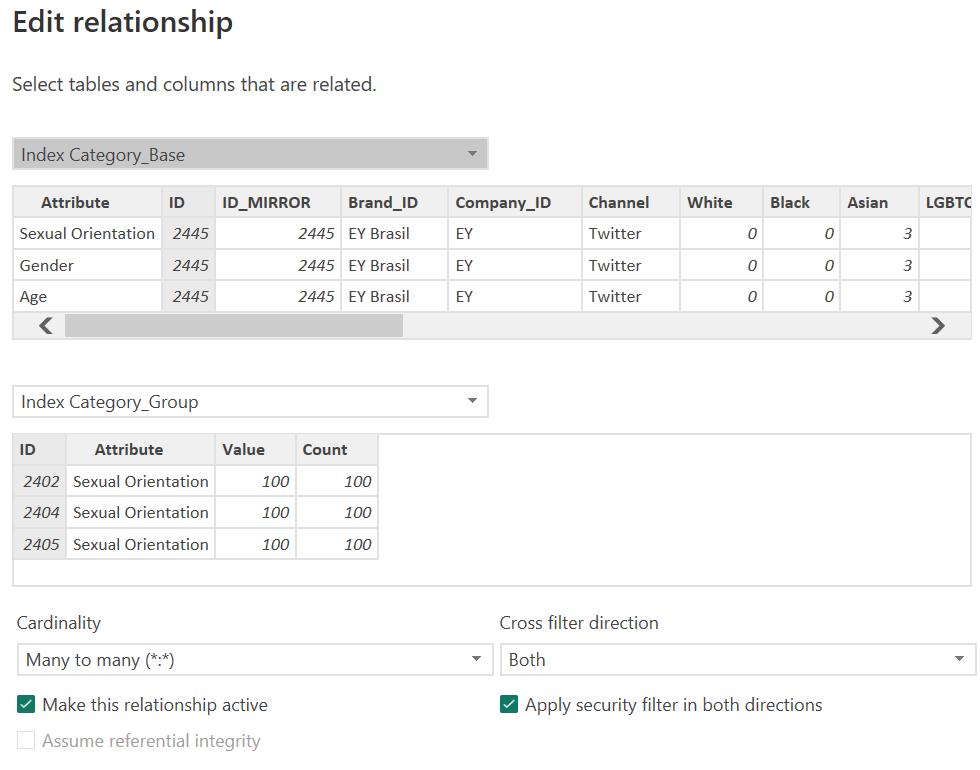 Edit relationship
Select tables and columns that are related.
Index Category_Base
Attribute ID ID_MIRROR Brand_ID Company_ID Channel White Black Asian LGBTC
Sexual Orientation 2445 2445 EY Brasil EY Twitter 0 0 3
Gender 2445 2445 EY Brasil EY Twitter 0 0 3
Age 2445 2445 EY Brasil EY Twitter 0 0 3
Index Category_Group
ID Attribute Value Count
2402 Sexual Orientation 100 100
2404 Sexual Orientation 100 100
2405 Sexual Orientation 100 100
Cardinality Cross filter direction
Many to many (*:*) Both
Make this relationship active Apply security filter in both directions
Assume referential integrity